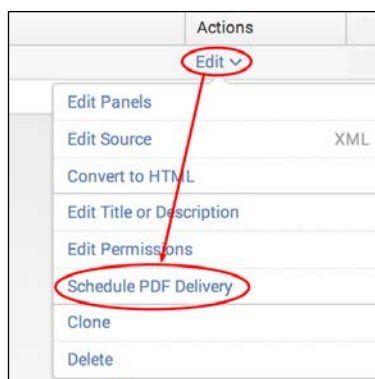 Actions
Edit
Edit Panels
Edit Source XML
Convert to HTML
Edit Title or Description
Edit Permissions
Schedule PDF Delivery
Clone
Delete